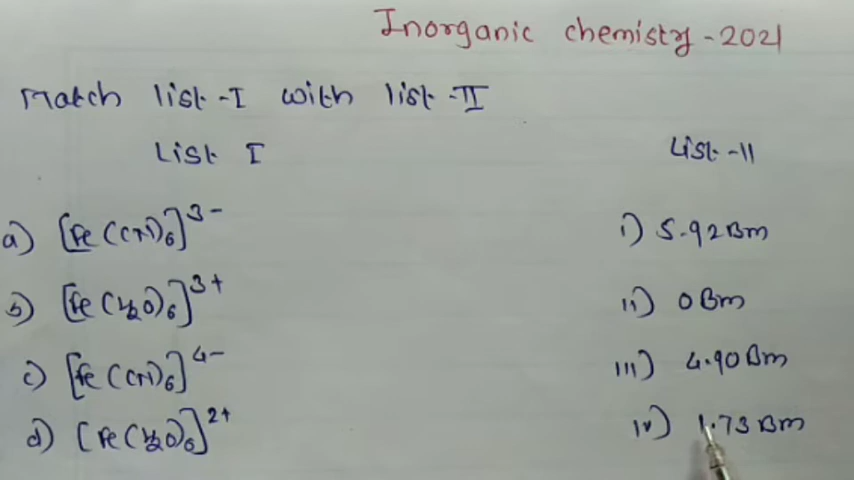 Inorganic chemistry - 2021
Match list - I with list - II
List I
List - II
a) [Fe(CN)6]3-
i) 5.92 Bm
b) [Fe(H2O)6]3+
ii) 0 Bm
c) [Fe(CN)6]4-
iii) 4.90 Bm
d) [Fe(H2O)6]2+
iv) 1.73 Bm